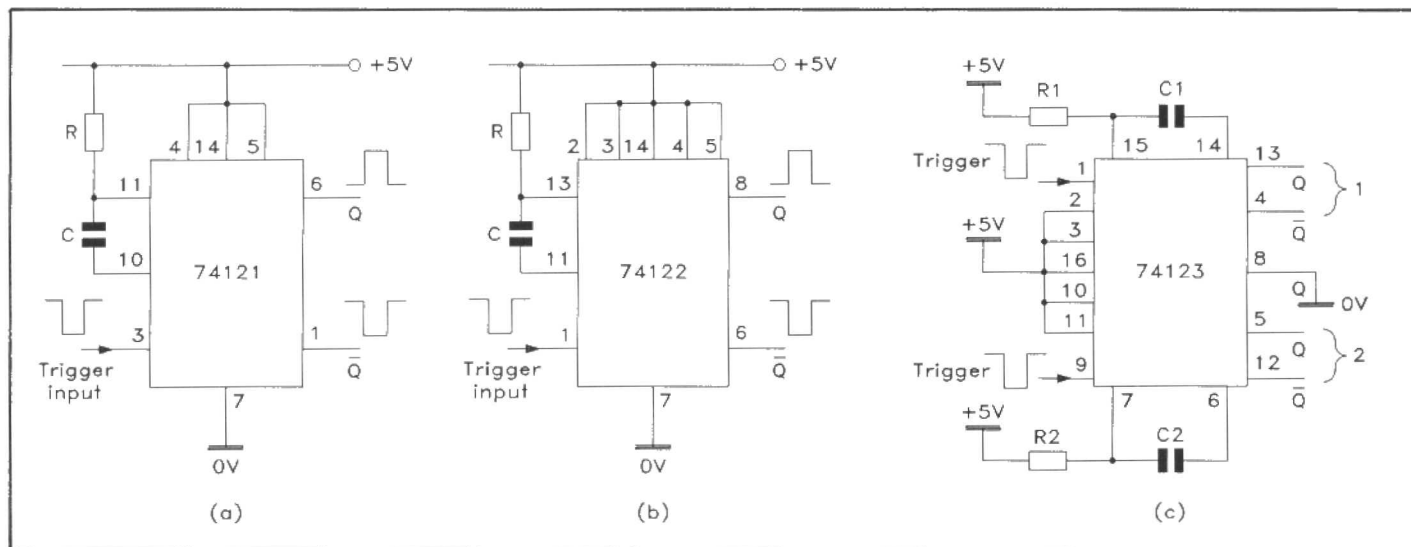 +5V
R
4 14 5
11
C
10
74121
6
Q
3
Trigger
input
1
Q̅
7
0V
(a)
+5V
R
2 3 14 4 5
13
C
11
74122
8
Q
1
Trigger
input
6
Q̅
7
0V
(b)
+5V
R1
C1
15 14
Trigger
1
2
3
+5V
16
10
11
Trigger
9
74123
13
Q
1
4
Q̅
8
Q
0V
5
Q
2
12
Q̅
7 6
+5V
R2
C2
(c)